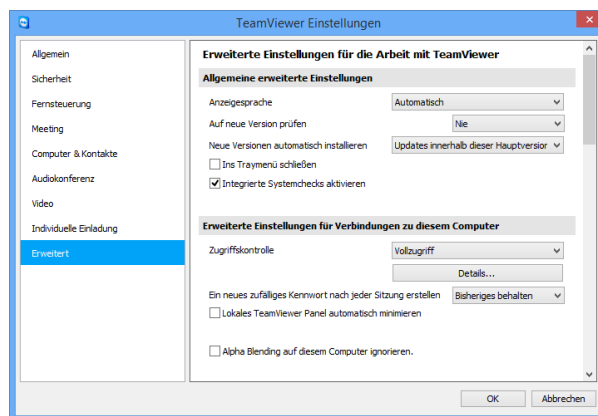 TeamViewer Einstellungen
Allgemein
Sicherheit
Fernsteuerung
Meeting
Computer & Kontakte
Audiokonferenz
Video
Individuelle Einladung
Erweitert
Erweiterte Einstellungen für die Arbeit mit TeamViewer
Allgemeine erweiterte Einstellungen
Anzeigesprache Automatisch
Auf neue Version prüfen Nie
Neue Versionen automatisch installieren Updates innerhalb dieser Hauptversior
Ins Traymenü schließen
Integrierte Systemchecks aktivieren
Erweiterte Einstellungen für Verbindungen zu diesem Computer
Zugriffskontrolle Vollzugriff
Details...
Ein neues zufälliges Kennwort nach jeder Sitzung erstellen Bisheriges behalten
Lokales TeamViewer Panel automatisch minimieren
Alpha Blending auf diesem Computer ignorieren.
OK Abbrechen